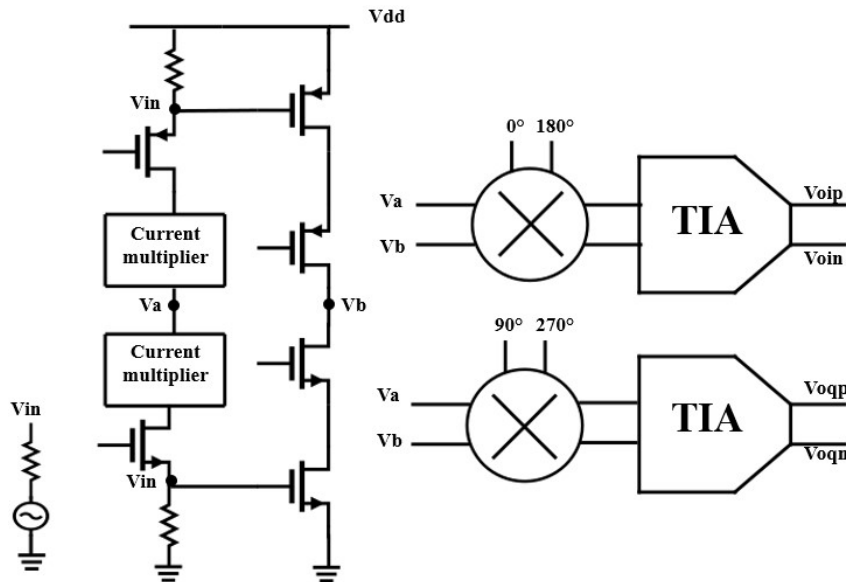 Vdd
Vin
Current
multiplier
Va
Vb
Current
multiplier
Vin
Vin
0° 180°
Va
Vb
TIA
Voip
Voin
90° 270°
Va
Vb
TIA
Voqp
Voqn